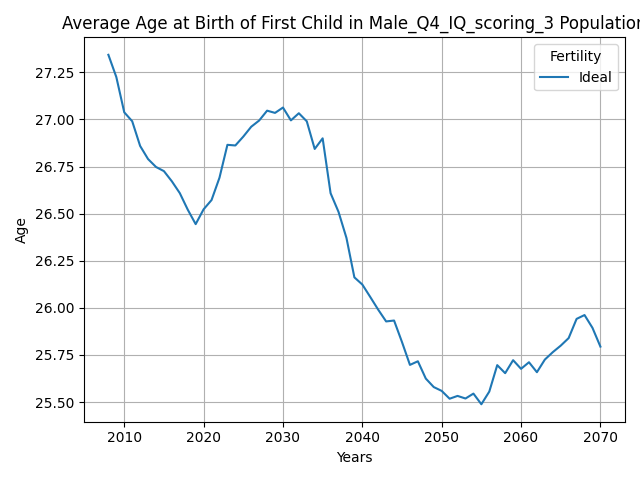 Average Age at Birth of First Child in Male_Q4_IQ_scoring_3 Population
Fertility
Ideal
27.25
27.00
26.75
26.50
26.25
26.00
25.75
25.50
Age
2010 2020 2030 2040 2050 2060 2070
Years